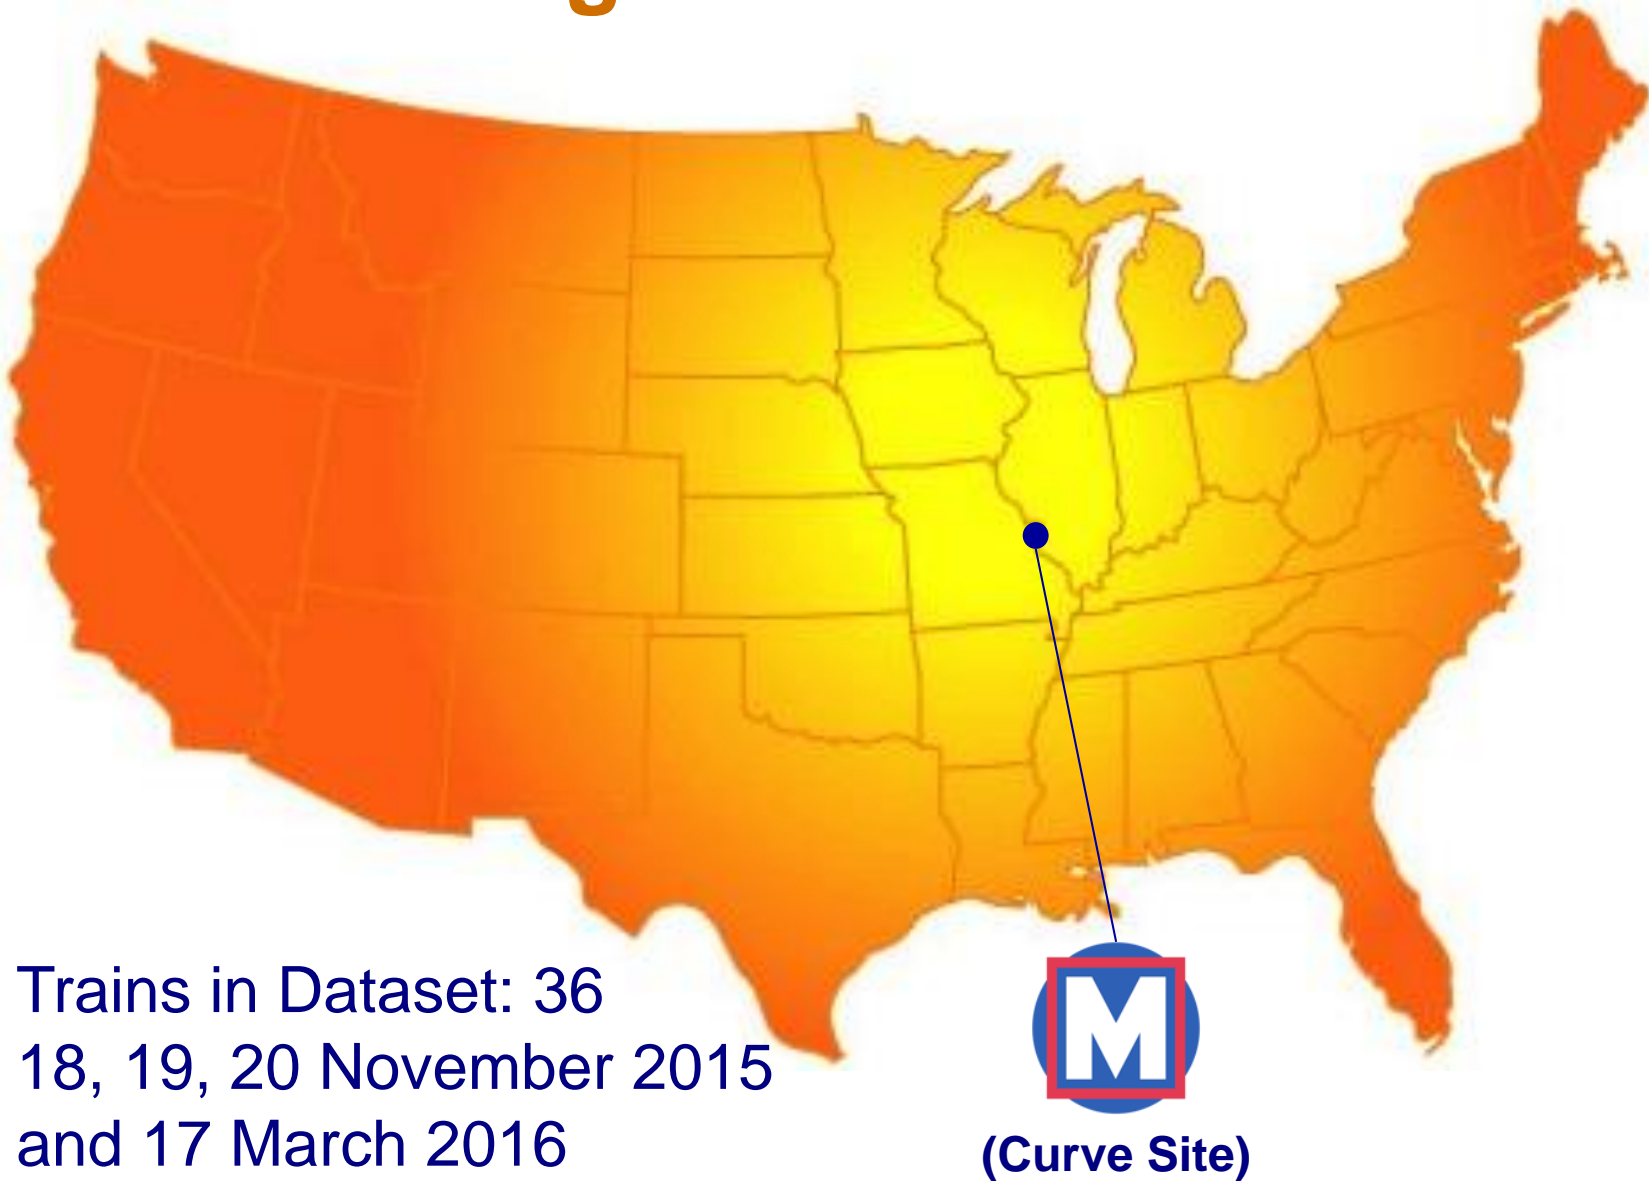 Trains in Dataset: 36
18, 19, 20 November 2015
and 17 March 2016
M
(Curve Site)